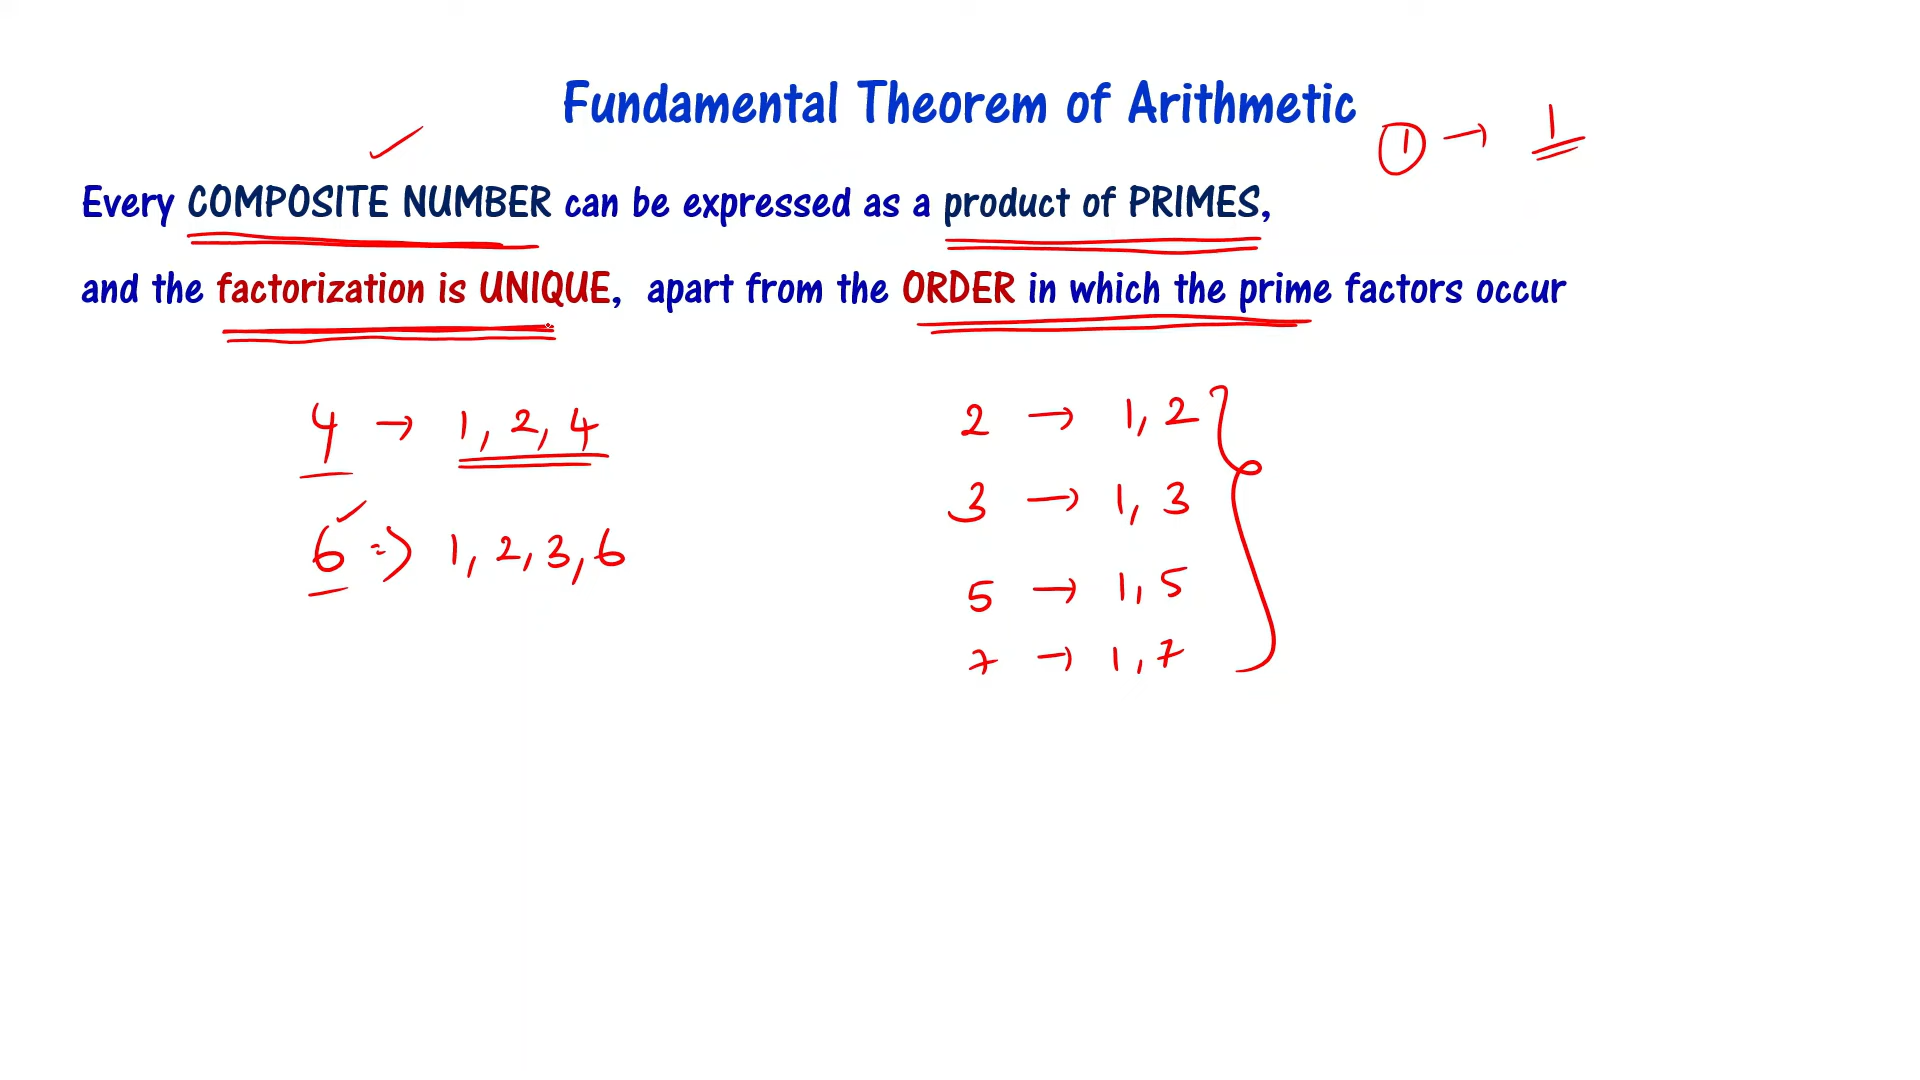 Fundamental Theorem of Arithmetic
1 → 1
Every COMPOSITE NUMBER can be expressed as a product of PRIMES,
and the factorization is UNIQUE, apart from the ORDER in which the prime factors occur
4 → 1, 2, 4
6 => 1, 2, 3, 6
2 → 1, 2
3 → 1, 3
5 → 1, 5
7 → 1, 7